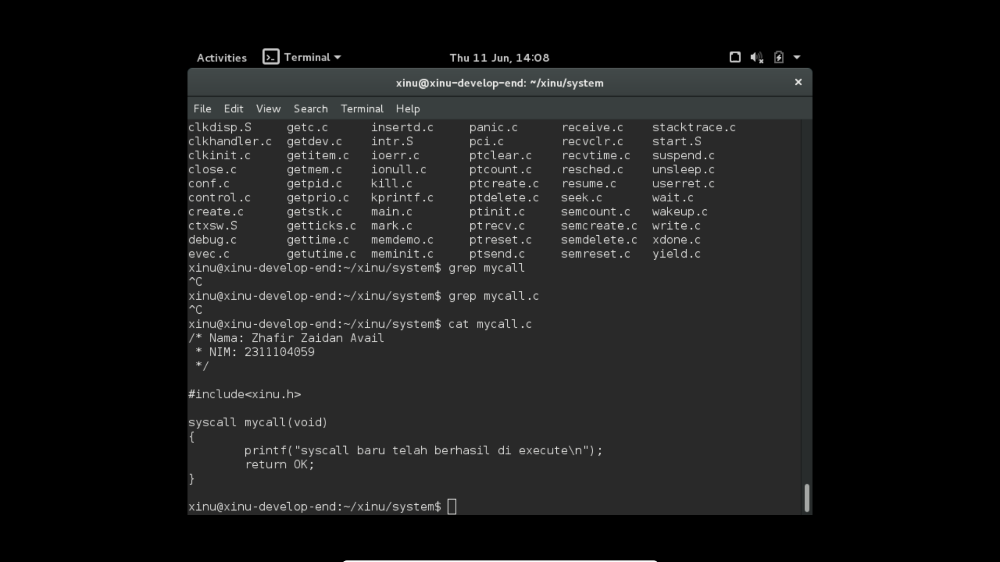 Activities Terminal Thu 11 Jun, 14:08
xinu@xinu-develop-end: ~/xinu/system
File Edit View Search Terminal Help
clkdisp.S getc.c insertd.c panic.c receive.c stacktrace.c
clkhandler.c getdev.c intr.S pci.c recvclr.c start.S
clkinit.c getitem.c ioerr.c ptclear.c recvtime.c suspend.c
close.c getmem.c ionull.c ptcount.c resched.c unsleep.c
conf.c getpid.c kill.c ptcreate.c resume.c userret.c
control.c getprio.c kprintf.c ptdelete.c seek.c wait.c
create.c getstk.c main.c ptinit.c semcount.c wakeup.c
ctxsw.S getticks.c mark.c ptrecv.c semcreate.c write.c
debug.c gettime.c memdemo.c ptreset.c semdelete.c xdone.c
evec.c getutime.c meminit.c ptsend.c semreset.c yield.c
xinu@xinu-develop-end:~/xinu/system$ grep mycall
^C
xinu@xinu-develop-end:~/xinu/system$ grep mycall.c
^C
xinu@xinu-develop-end:~/xinu/system$ cat mycall.c
/* Nama: Zhafir Zaidan Avail
 * NIM: 2311104059
 */
#include<xinu.h>
syscall mycall(void)
{
        printf("syscall baru telah berhasil di execute\n");
        return OK;
}
xinu@xinu-develop-end:~/xinu/system$